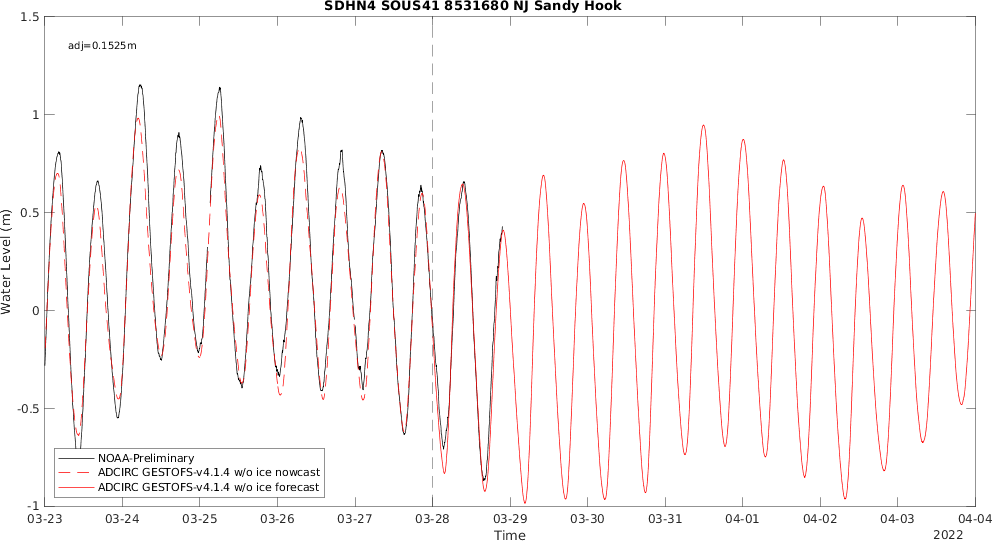 SDHN4 SOUS41 8531680 NJ Sandy Hook
adj=0.1525m
1.5
1
0.5
0
-0.5
-1
Water Level (m)
NOAA-Preliminary
ADCIRC GESTOFS-v4.1.4 w/o ice nowcast
ADCIRC GESTOFS-v4.1.4 w/o ice forecast
03-23 03-24 03-25 03-26 03-27 03-28 03-29 03-30 03-31 04-01 04-02 04-03 04-04
Time
2022